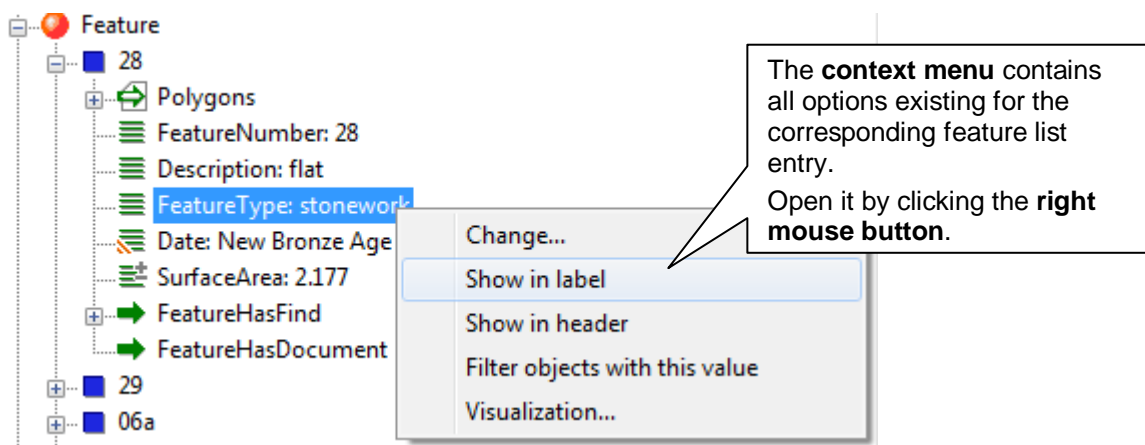 Feature
28
Polygons
FeatureNumber: 28
Description: flat
FeatureType: stonework
Date: New Bronze Age
SurfaceArea: 2.177
FeatureHasFind
FeatureHasDocument
29
06a
Change...
Show in label
Show in header
Filter objects with this value
Visualization...
The context menu contains
all options existing for the
corresponding feature list
entry.
Open it by clicking the right
mouse button.